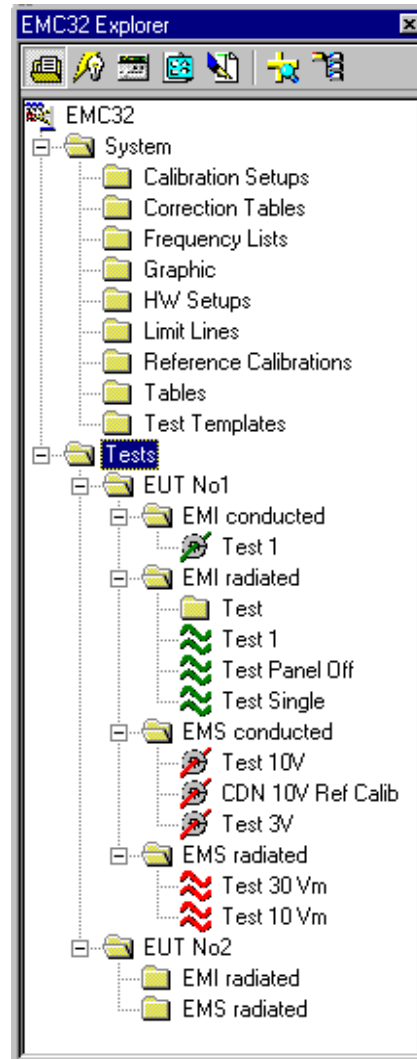 EMC32 Explorer
EMC32
System
Calibration Setups
Correction Tables
Frequency Lists
Graphic
HW Setups
Limit Lines
Reference Calibrations
Tables
Test Templates
Tests
EUT No1
EMI conducted
Test 1
EMI radiated
Test
Test 1
Test Panel Off
Test Single
EMS conducted
Test 10V
CDN 10V Ref Calib
Test 3V
EMS radiated
Test 30 Vm
Test 10 Vm
EUT No2
EMI radiated
EMS radiated